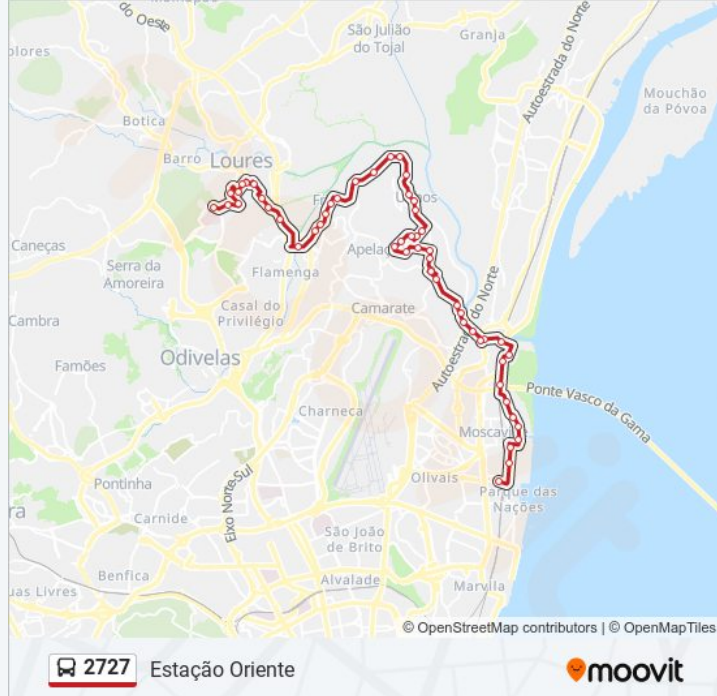 do Oeste
São Julião
do Tojal
Granja
Autoestrada do Norte
Mouchão
da Póvoa
Botica
Barro
Loures
Caneças
Apela
Serra da
Amoreira
Flamenga
Casal do
Privilégio
Camarate
Cambra
Famões
Odivelas
Autoestrada do Norte
Ponte Vasco da Gama
Charneca
Moscavide
Eixo Norte-Sul
Olivais
Parque das
Nações
Pontinha
Carnide
São João
de Brito
Benfica
Alvalade
Marvila
uas Livres
© OpenStreetMap contributors | © OpenMapTiles
2727
Estação Oriente
moovit